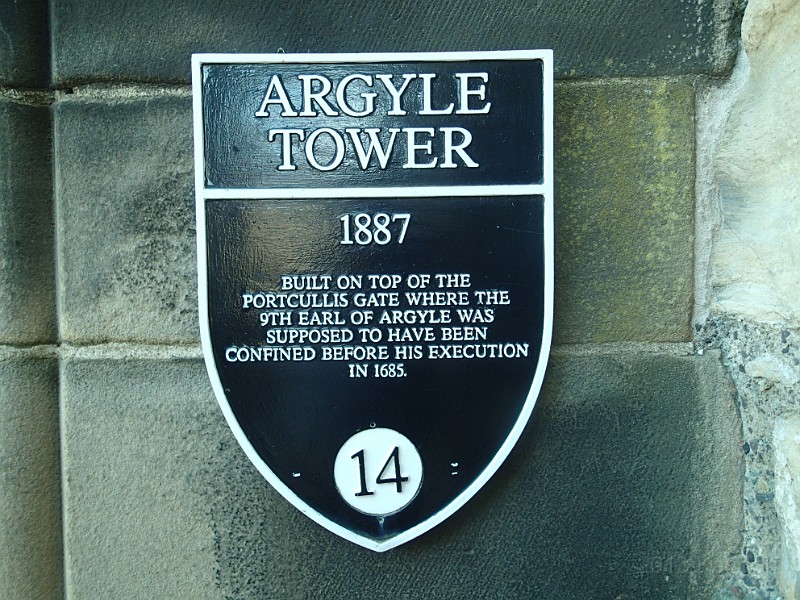 ARGYLE
TOWER
1887
BUILT ON TOP OF THE
PORTCULLIS GATE WHERE THE
9TH EARL OF ARGYLE WAS
SUPPOSED TO HAVE BEEN
CONFINED BEFORE HIS EXECUTION
IN 1685.
14